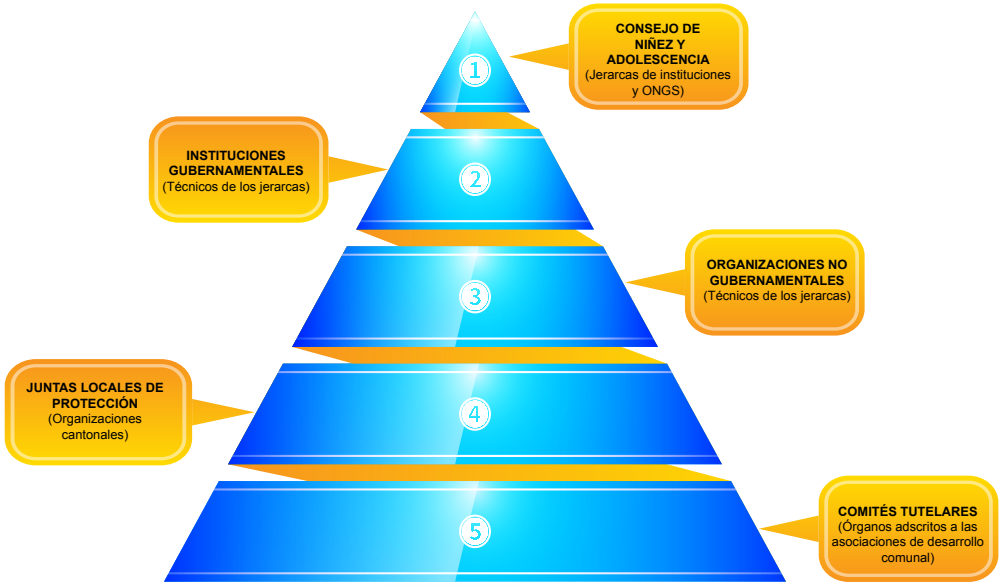 1
CONSEJO DE
NIÑEZ Y
ADOLESCENCIA
(Jerarcas de instituciones
y ONGS)
2
INSTITUCIONES
GUBERNAMENTALES
(Técnicos de los jerarcas)
3
ORGANIZACIONES NO
GUBERNAMENTALES
(Técnicos de los jerarcas)
4
JUNTAS LOCALES DE
PROTECCIÓN
(Organizaciones
cantonales)
5
COMITÉS TUTELARES
(Órganos adscritos a las
asociaciones de desarrollo
comunal)